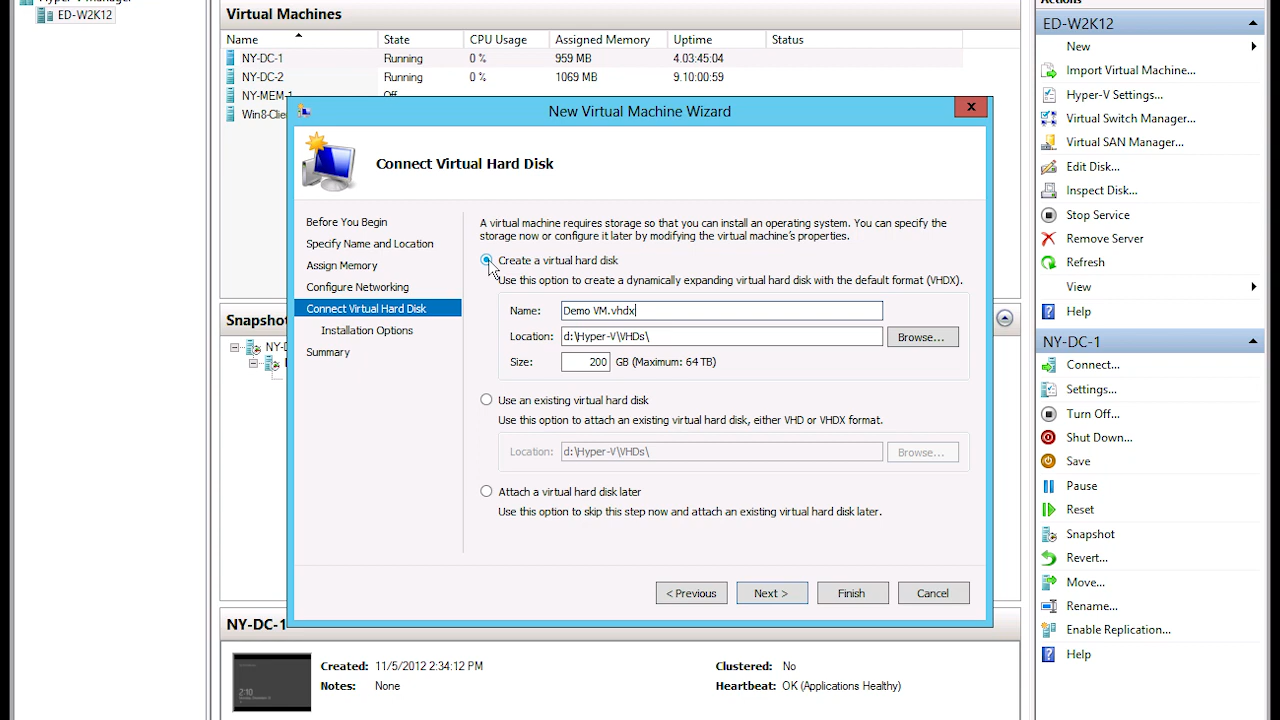 Hyper-V Manager
ED-W2K12
Virtual Machines
Name State CPU Usage Assigned Memory Uptime Status
NY-DC-1 Running 0 % 959 MB 4.03:45:04
NY-DC-2 Running 0 % 1069 MB 9.10:00:59
NY-MEM-1 Off
Win8-Clie
Snapshot
NY-D
New Virtual Machine Wizard
x
Connect Virtual Hard Disk
Before You Begin
Specify Name and Location
Assign Memory
Configure Networking
Connect Virtual Hard Disk
Installation Options
Summary
A virtual machine requires storage so that you can install an operating system. You can specify the
storage now or configure it later by modifying the virtual machine's properties.
Create a virtual hard disk
Use this option to create a dynamically expanding virtual hard disk with the default format (VHDX).
Name: Demo VM.vhdx
Location: d:\Hyper-V\VHDs\ Browse...
Size: 200 GB (Maximum: 64 TB)
Use an existing virtual hard disk
Use this option to attach an existing virtual hard disk, either VHD or VHDX format.
Location: d:\Hyper-V\VHDs\ Browse...
Attach a virtual hard disk later
Use this option to skip this step now and attach an existing virtual hard disk later.
< Previous Next > Finish Cancel
NY-DC-1
2:10
Created: 11/5/2012 2:34:12 PM Clustered: No
Notes: None Heartbeat: OK (Applications Healthy)
Actions
ED-W2K12
New
Import Virtual Machine...
Hyper-V Settings...
Virtual Switch Manager...
Virtual SAN Manager...
Edit Disk...
Inspect Disk...
Stop Service
Remove Server
Refresh
View
Help
NY-DC-1
Connect...
Settings...
Turn Off...
Shut Down...
Save
Pause
Reset
Snapshot
Revert...
Move...
Rename...
Enable Replication...
Help